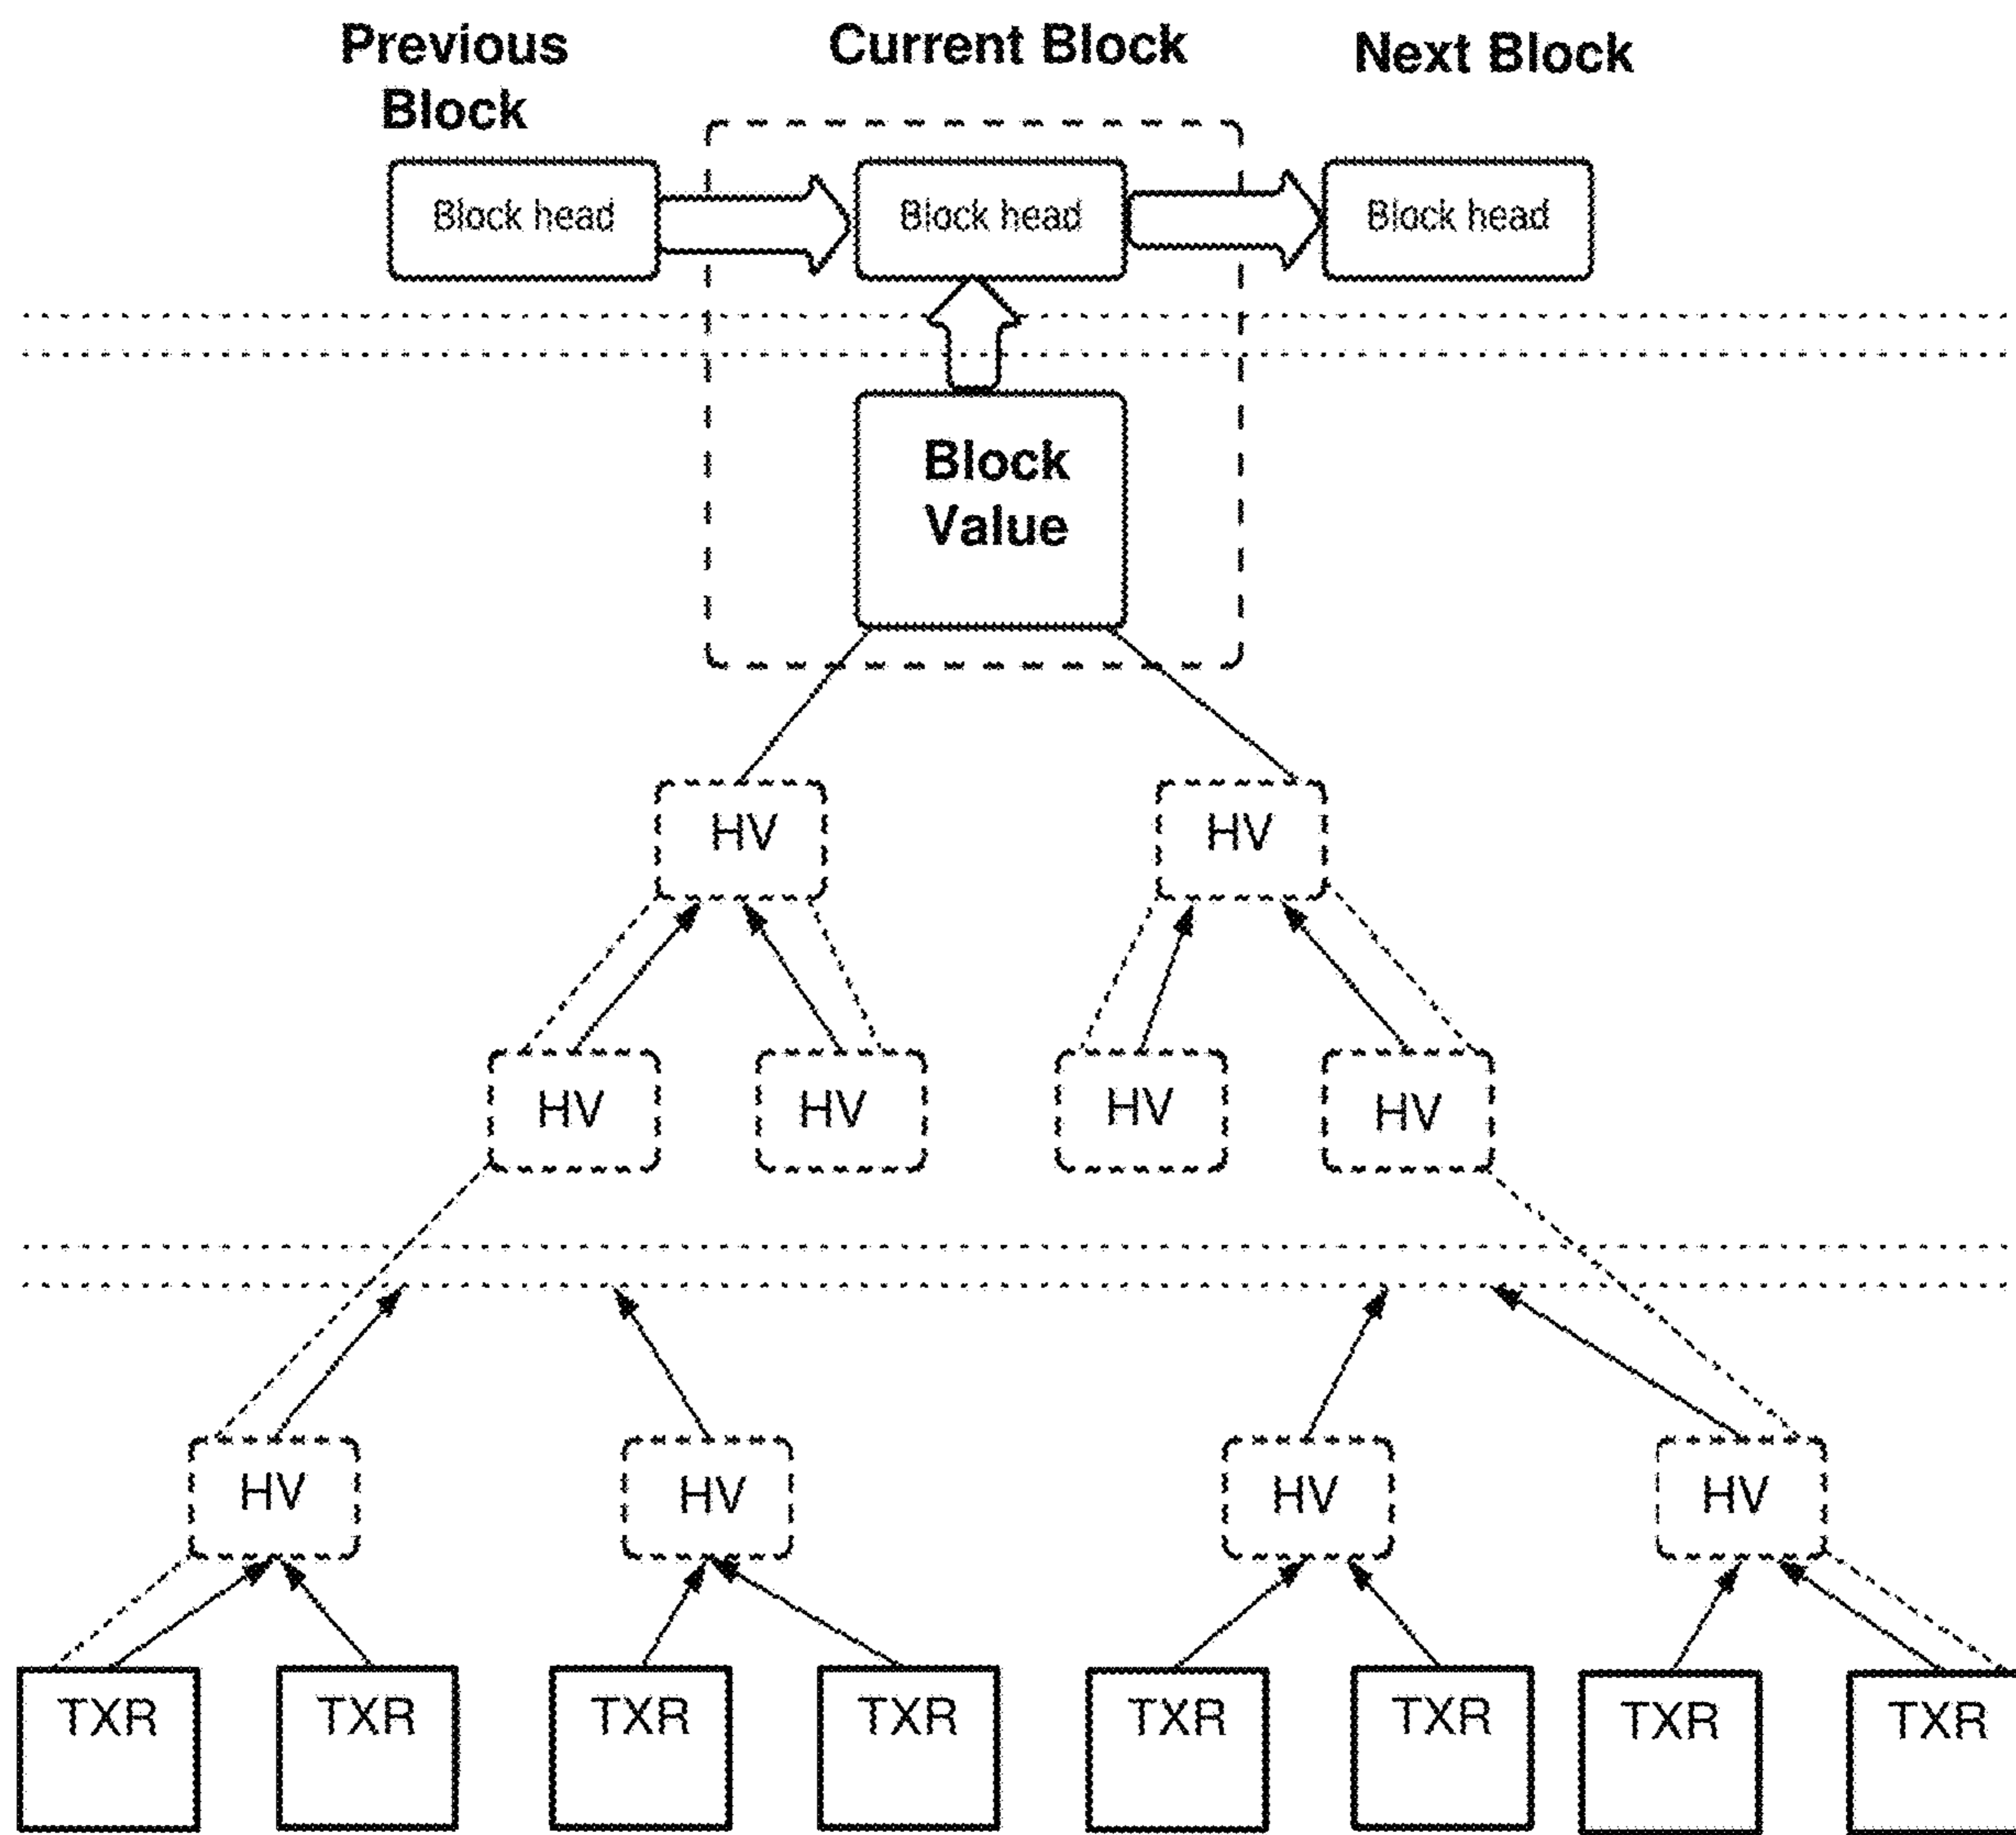 Previous
Block
Current Block
Next Block
Block head
Block head
Block head
Block
Value
HV
HV
HV
HV
HV
HV
HV
HV
HV
HV
TXR
TXR
TXR
TXR
TXR
TXR
TXR
TXR